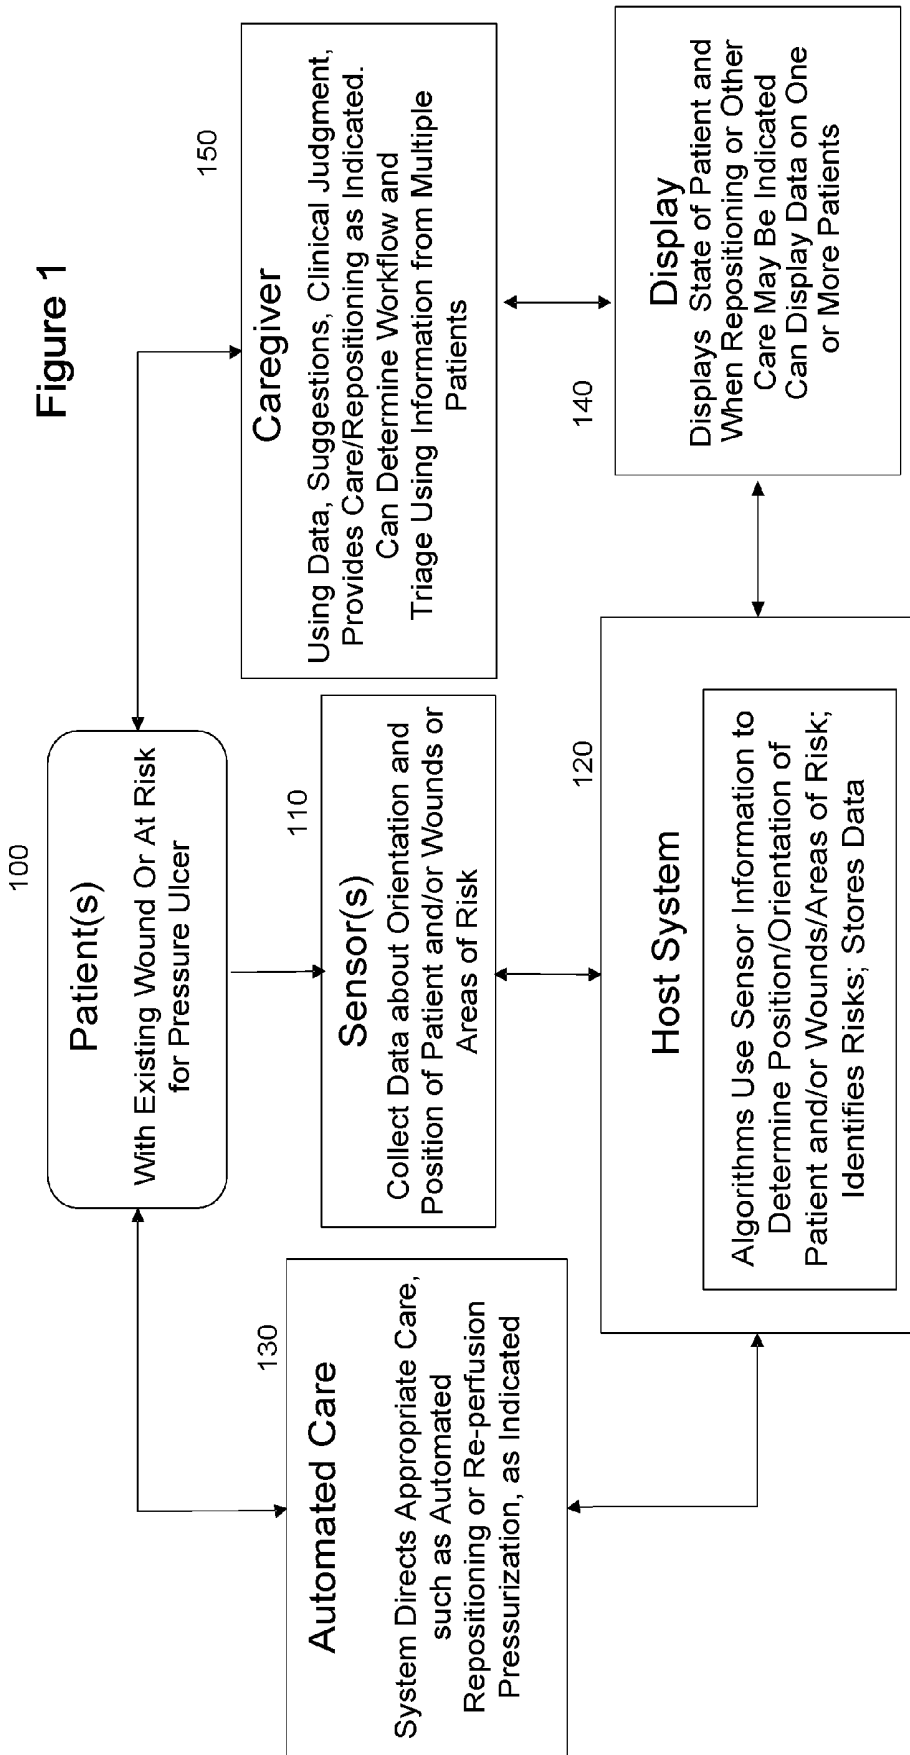 Figure 1
100
Patient(s)
With Existing Wound Or At Risk
for Pressure Ulcer
130
Automated Care
System Directs Appropriate Care,
such as Automated
Repositioning or Re-perfusion
Pressurization, as Indicated
110
Sensor(s)
Collect Data about Orientation and
Position of Patient and/or Wounds or
Areas of Risk
150
Caregiver
Using Data, Suggestions, Clinical Judgment,
Provides Care/Repositioning as Indicated.
Can Determine Workflow and
Triage Using Information from Multiple
Patients
120
Host System
Algorithms Use Sensor Information to
Determine Position/Orientation of
Patient and/or Wounds/Areas of Risk;
Identifies Risks; Stores Data
140
Display
Displays State of Patient and
When Repositioning or Other
Care May Be Indicated
Can Display Data on One
or More Patients